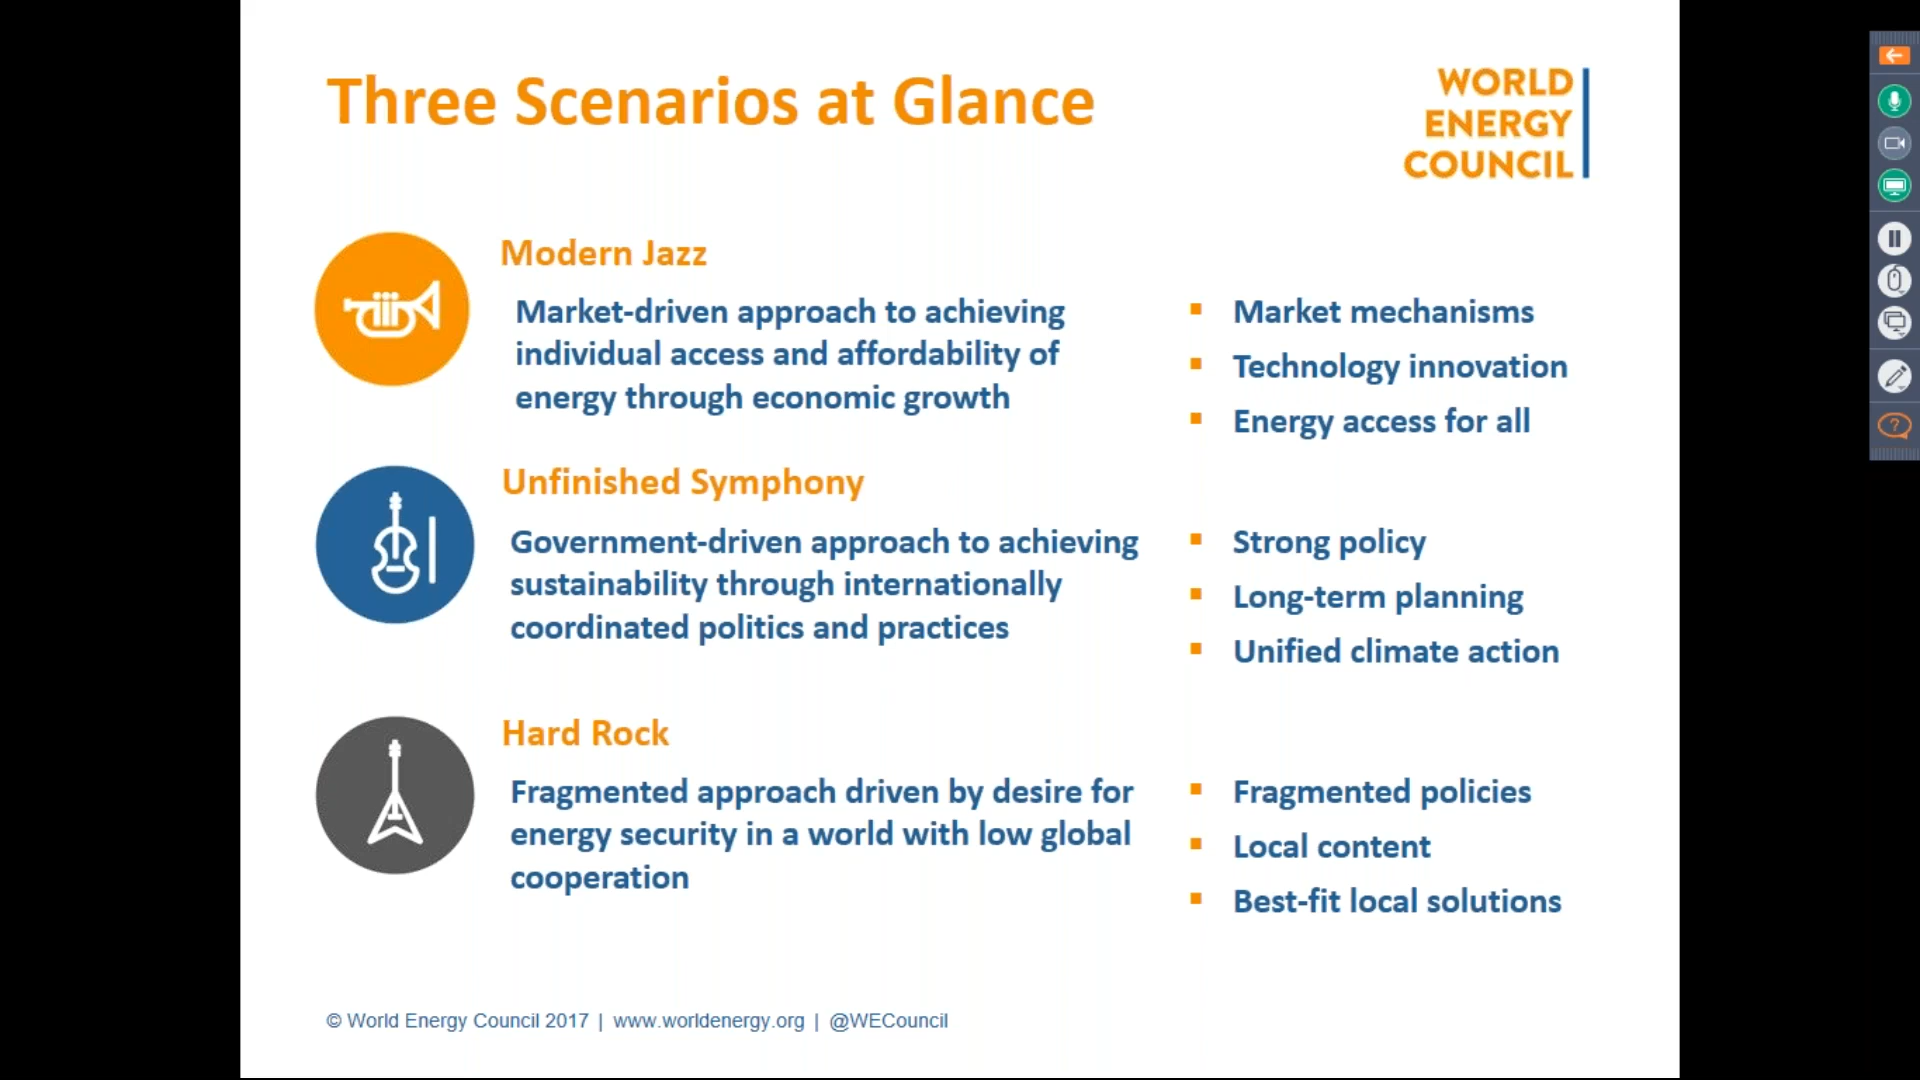 Three Scenarios at Glance
WORLD
ENERGY
COUNCIL
Modern Jazz
Market-driven approach to achieving
individual access and affordability of
energy through economic growth
Market mechanisms
Technology innovation
Energy access for all
Unfinished Symphony
Government-driven approach to achieving
sustainability through internationally
coordinated politics and practices
Strong policy
Long-term planning
Unified climate action
Hard Rock
Fragmented approach driven by desire for
energy security in a world with low global
cooperation
Fragmented policies
Local content
Best-fit local solutions
© World Energy Council 2017 | www.worldenergy.org | @WECouncil